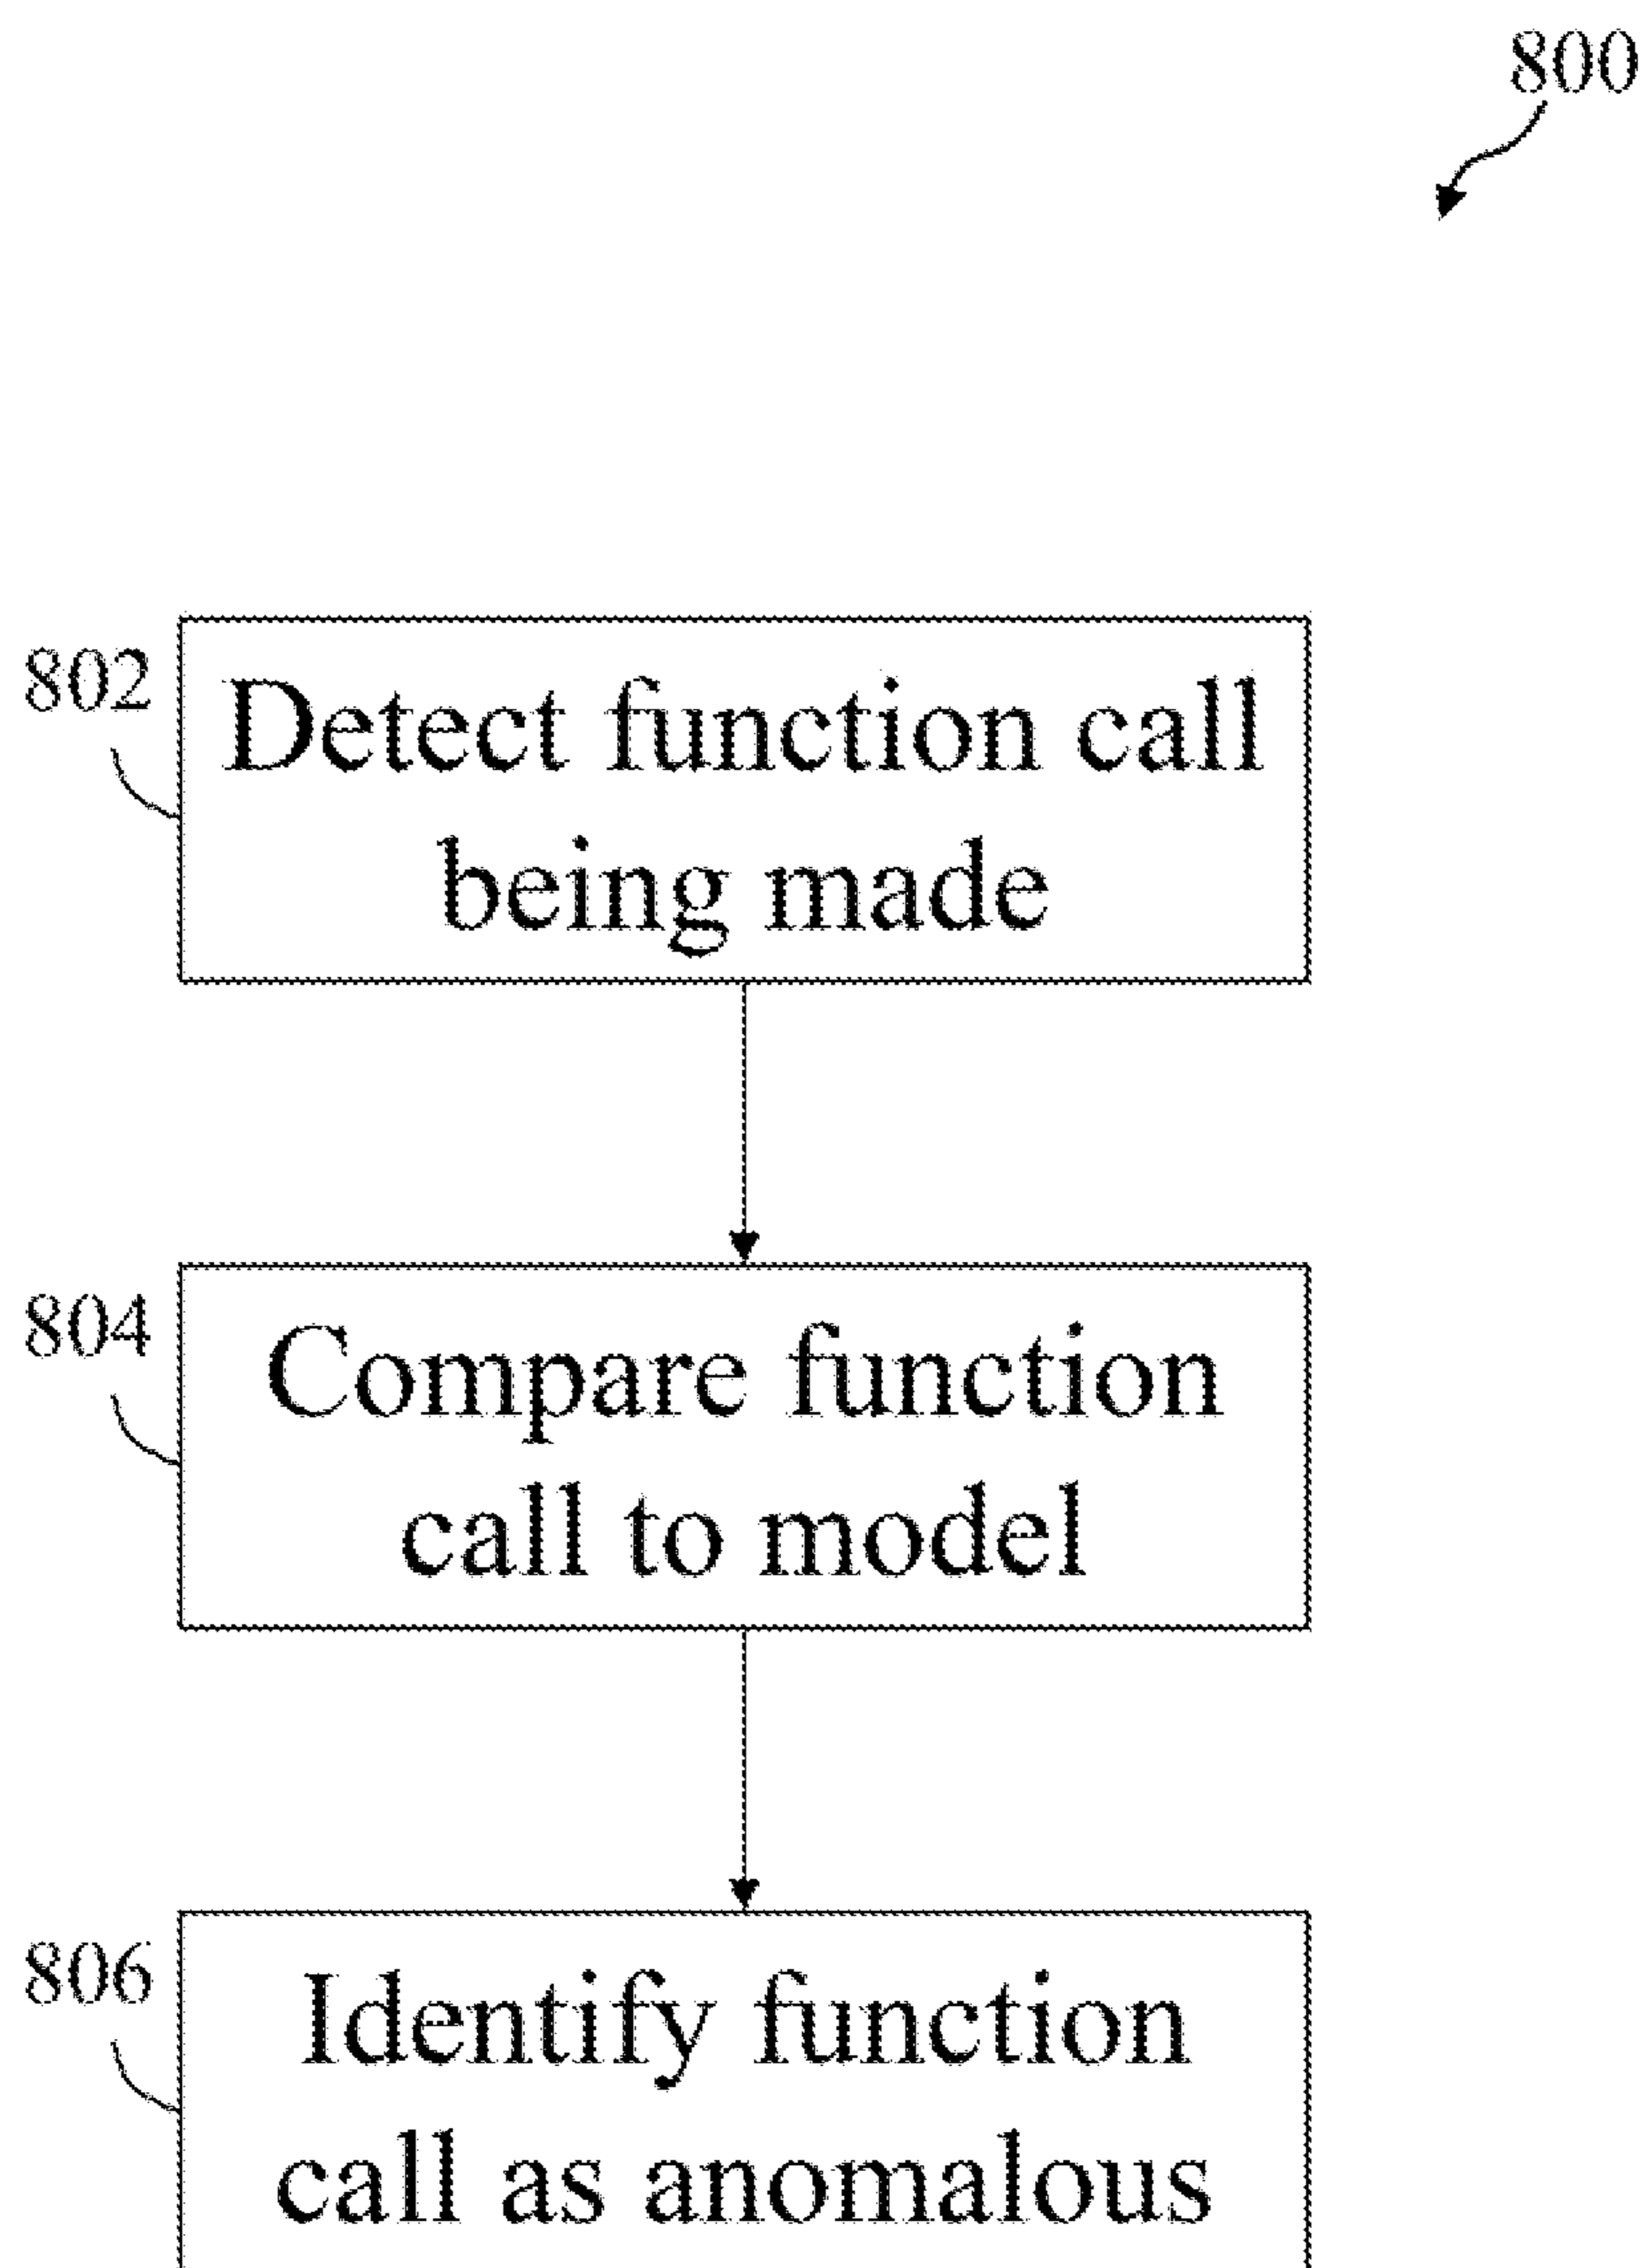 800
802
Detect function call
being made
804
Compare function
call to model
806
Identify function
call as anomalous